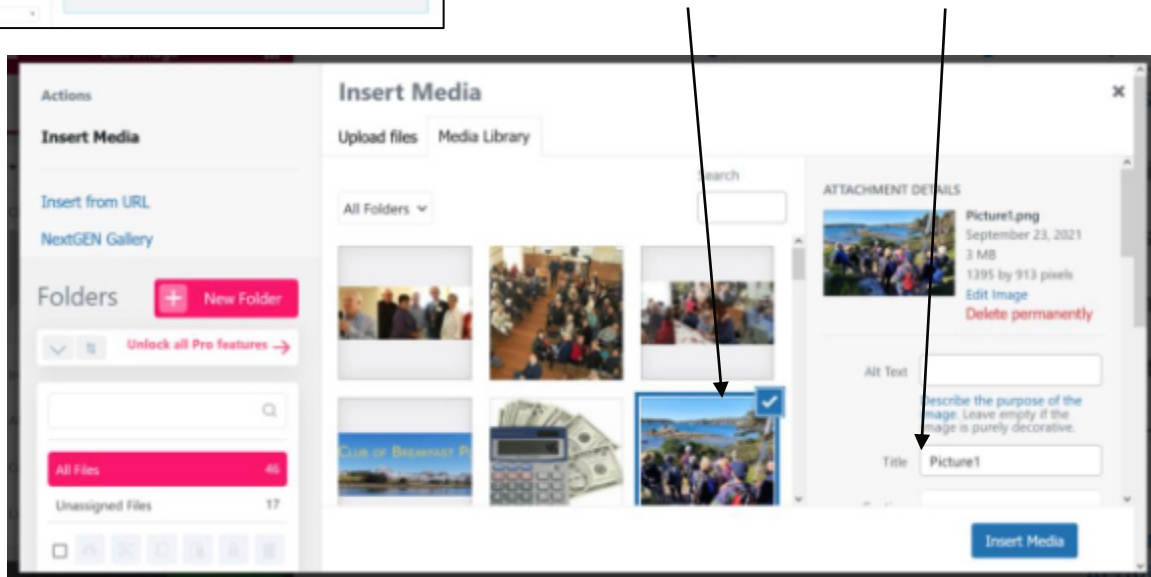 Actions
Insert Media
Insert from URL
NextGEN Gallery
Folders
New Folder
Unlock all Pro features →
All Files 46
Unassigned Files 17
Insert Media
Upload files Media Library
Search
All Folders
CLUB OF BREAKFAST
ATTACHMENT DETAILS
Picture1.png
September 23, 2021
3 MB
1395 by 913 pixels
Edit Image
Delete permanently
Alt Text
Describe the purpose of the
image. Leave empty if the
image is purely decorative.
Title Picture1
Insert Media